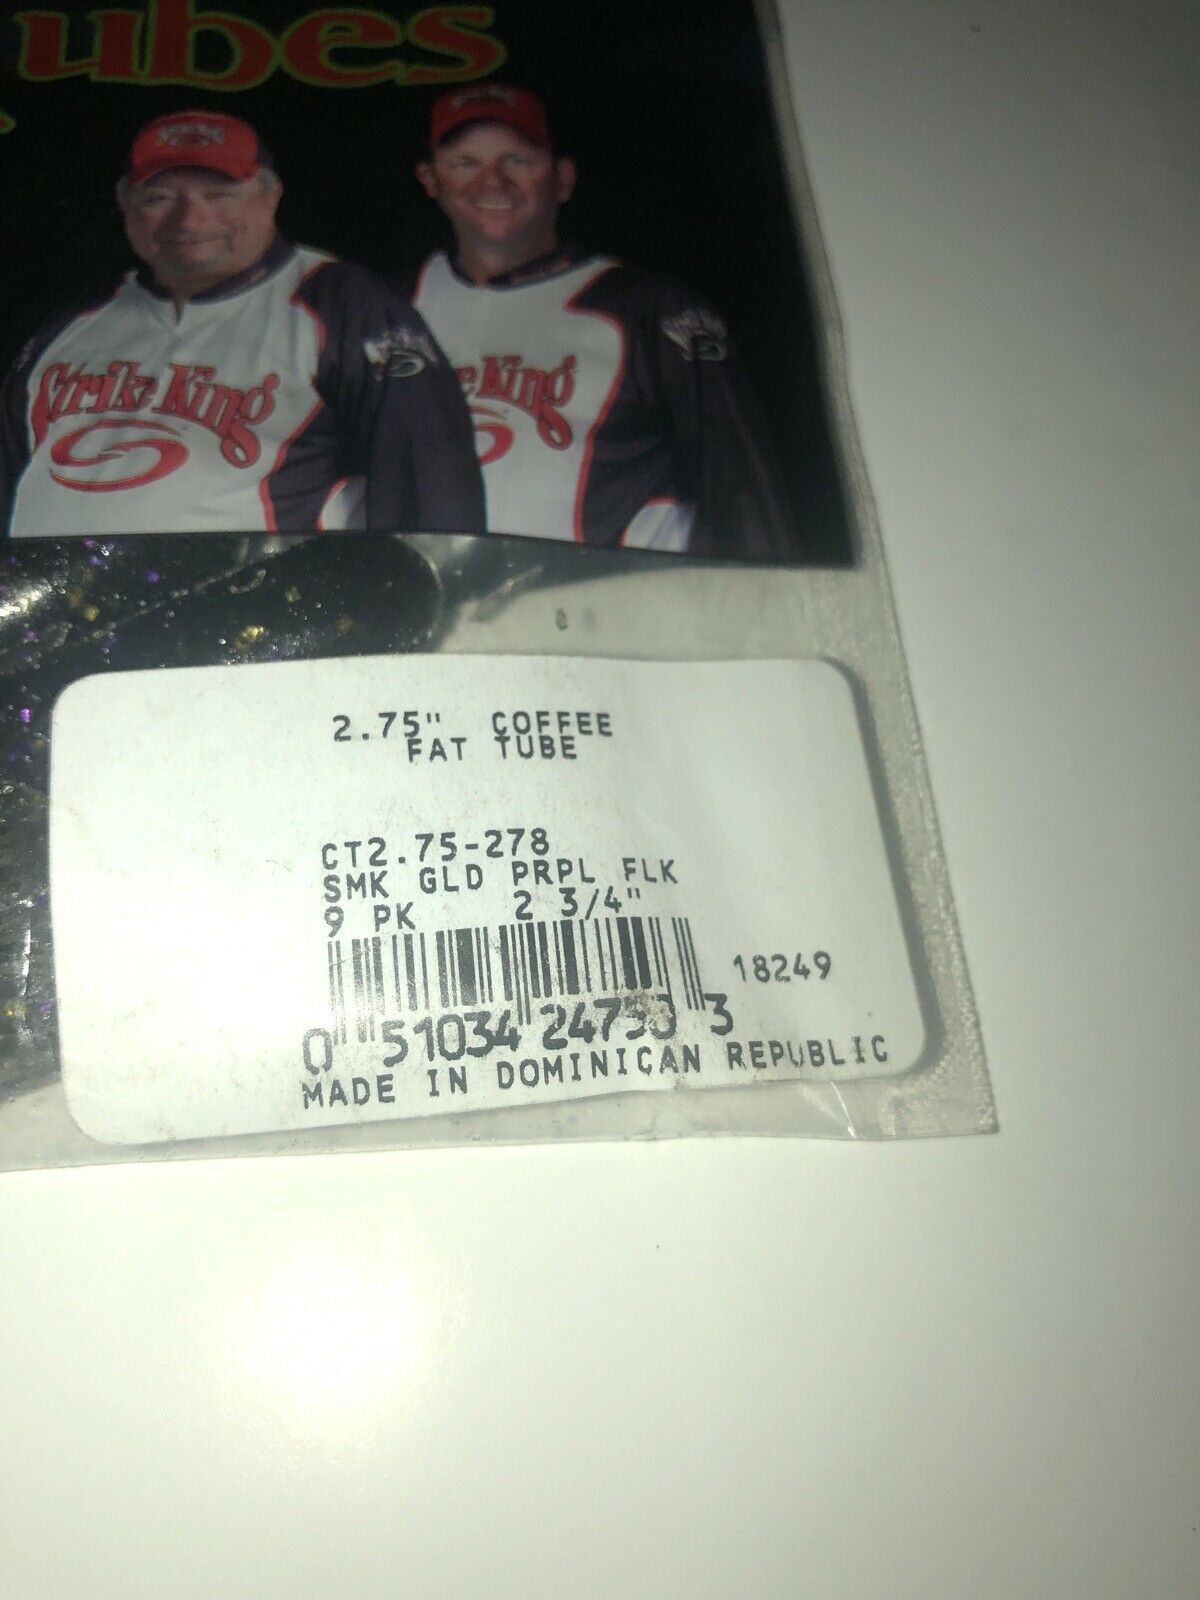 ubes
Strike King
King
2.75" COFFEE
FAT TUBE
CT2.75-278
SMK GLD PRPL FLK
9 PK 2 3/4"
18249
0 51034 3
MADE IN DOMINICAN REPUBLIC